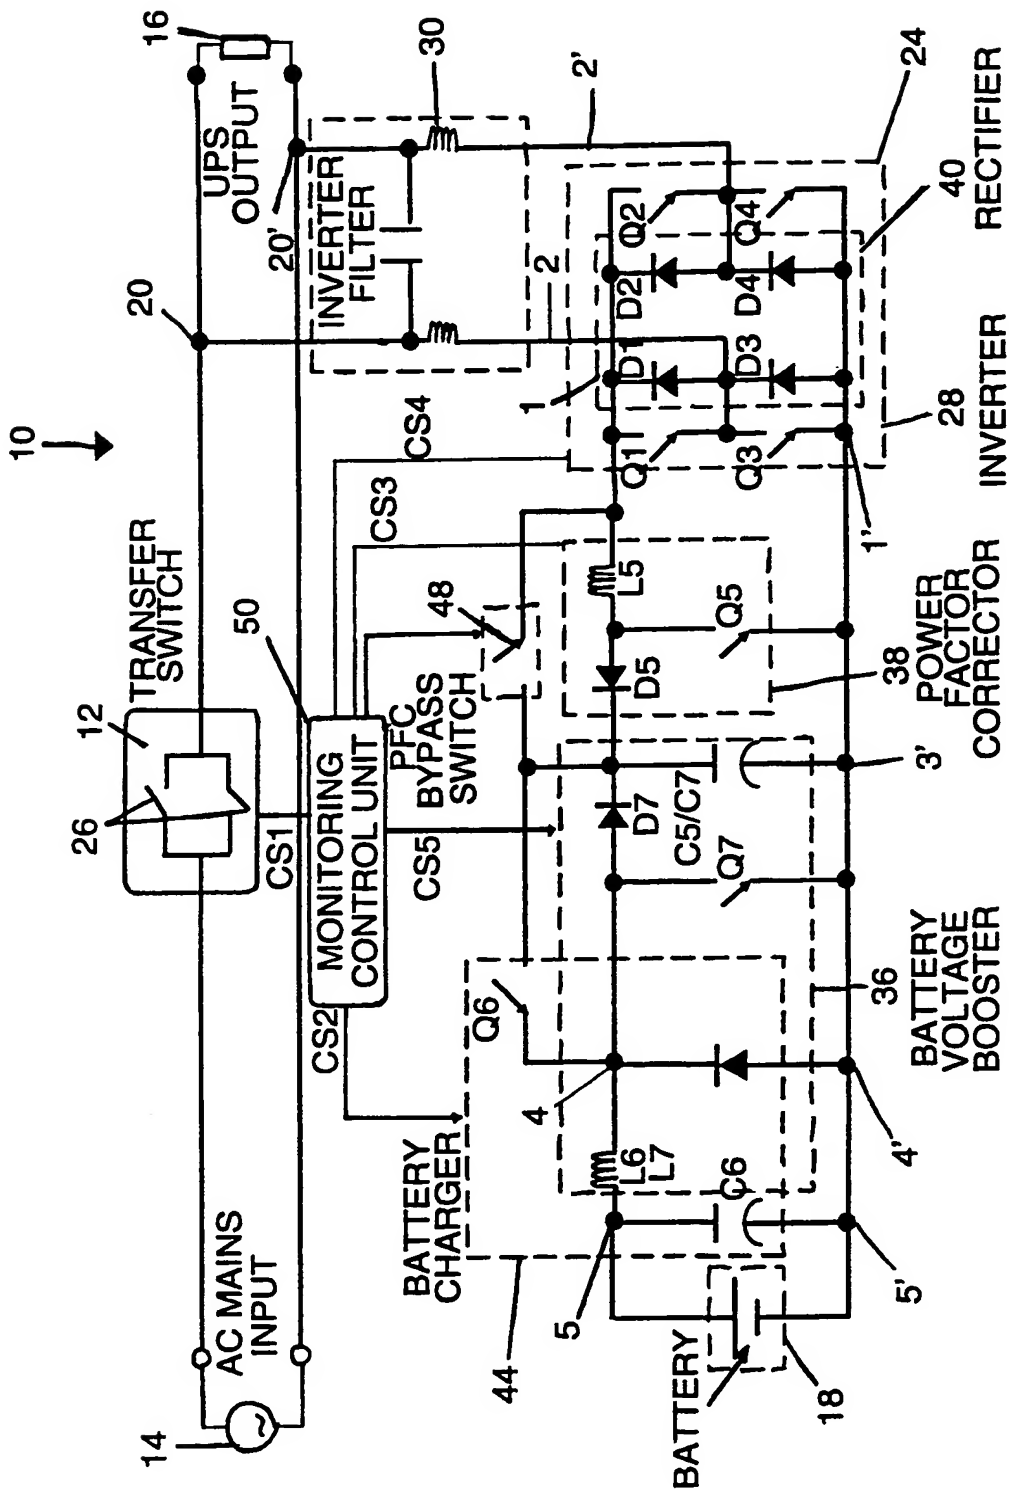 10
14
AC MAINS
INPUT
26
12
TRANSFER
SWITCH
20
16
UPS
OUTPUT
20'
CS1
50
MONITORING
CONTROL UNIT
CS2
CS5
PFC
BYPASS
SWITCH
48
CS3
CS4
INVERTER
FILTER
30
2
2'
BATTERY
CHARGER
44
Q6
4
5
L6
L7
C6
D7
C5/C7
Q7
D5
L5
Q5
1
Q1
Q3
D1
D3
D2
D4
Q2
Q4
24
BATTERY
18
5'
4'
36
BATTERY
VOLTAGE
BOOSTER
3'
38
POWER
FACTOR
CORRECTOR
1'
28
INVERTER
40
RECTIFIER